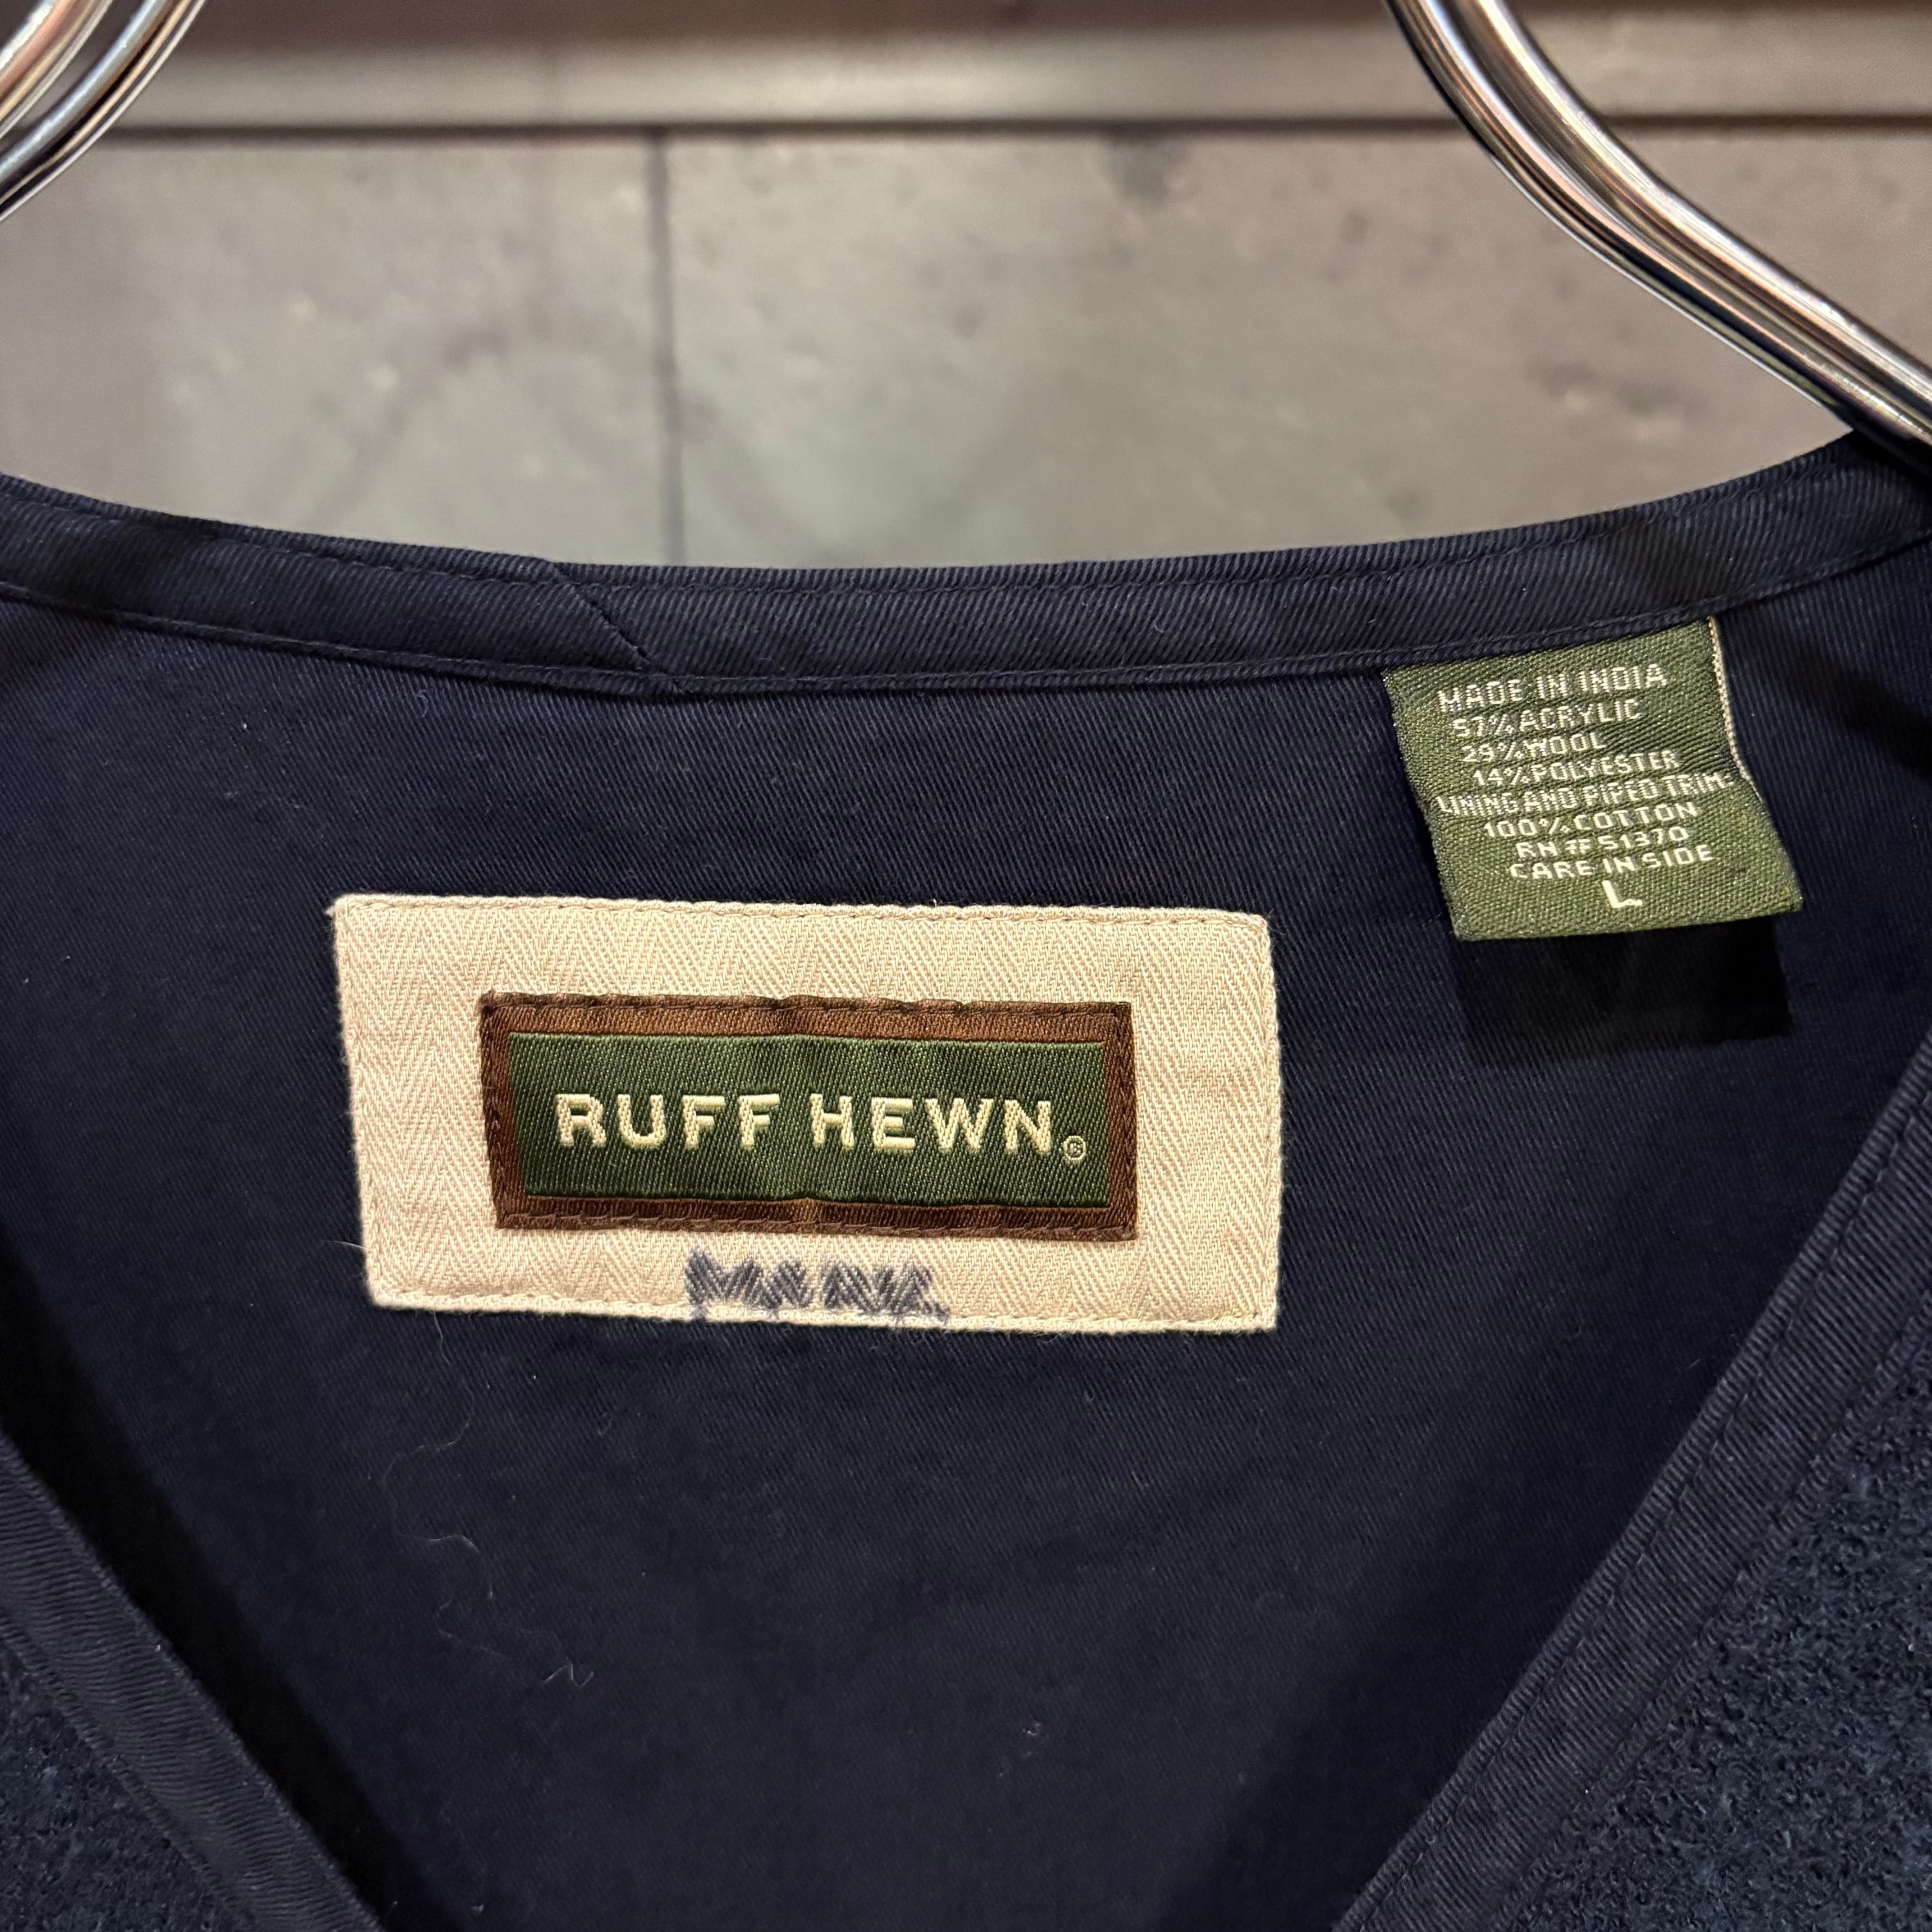 MADE IN INDIA
57% ACRYLIC
29% WOOL
14% POLYESTER
LINING AND PIPED TRIM-
100% COTTON
RN # 51370
CARE IN SIDE
L
RUFF HEWN®
MARK